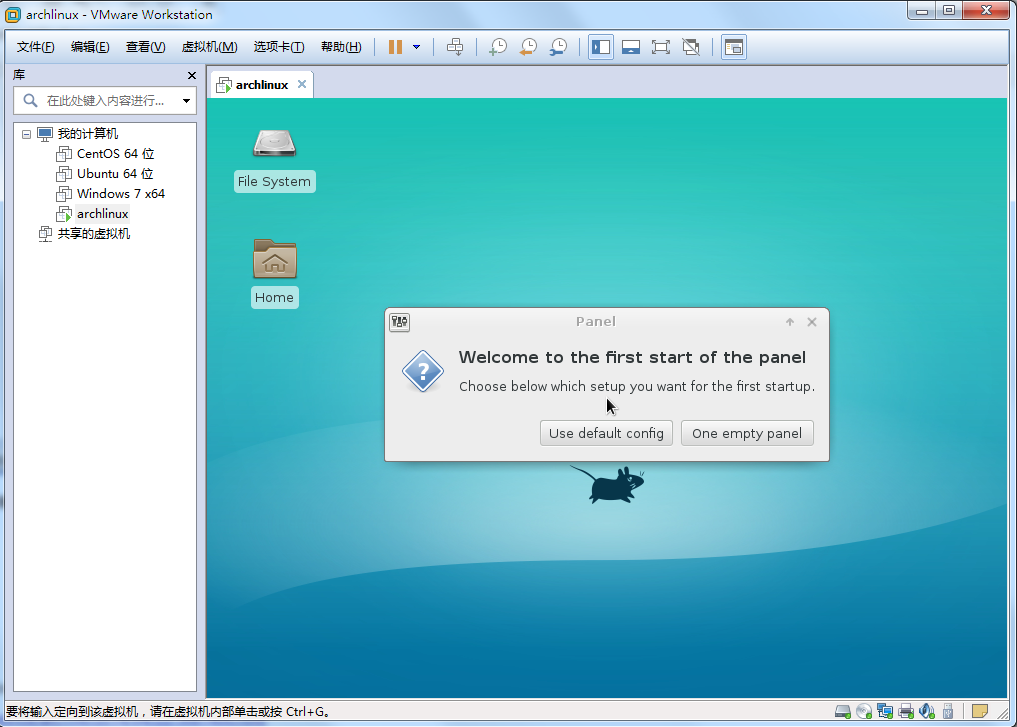 archlinux - VMware Workstation
文件(F) 编辑(E) 查看(V) 虚拟机(M) 选项卡(T) 帮助(H)
库
在此处键入内容进行...
我的计算机
CentOS 64 位
Ubuntu 64 位
Windows 7 x64
archlinux
共享的虚拟机
archlinux
File System
Home
Panel
Welcome to the first start of the panel
Choose below which setup you want for the first startup.
Use default config One empty panel
要将输入定向到该虚拟机，请在虚拟机内部单击或按 Ctrl+G。